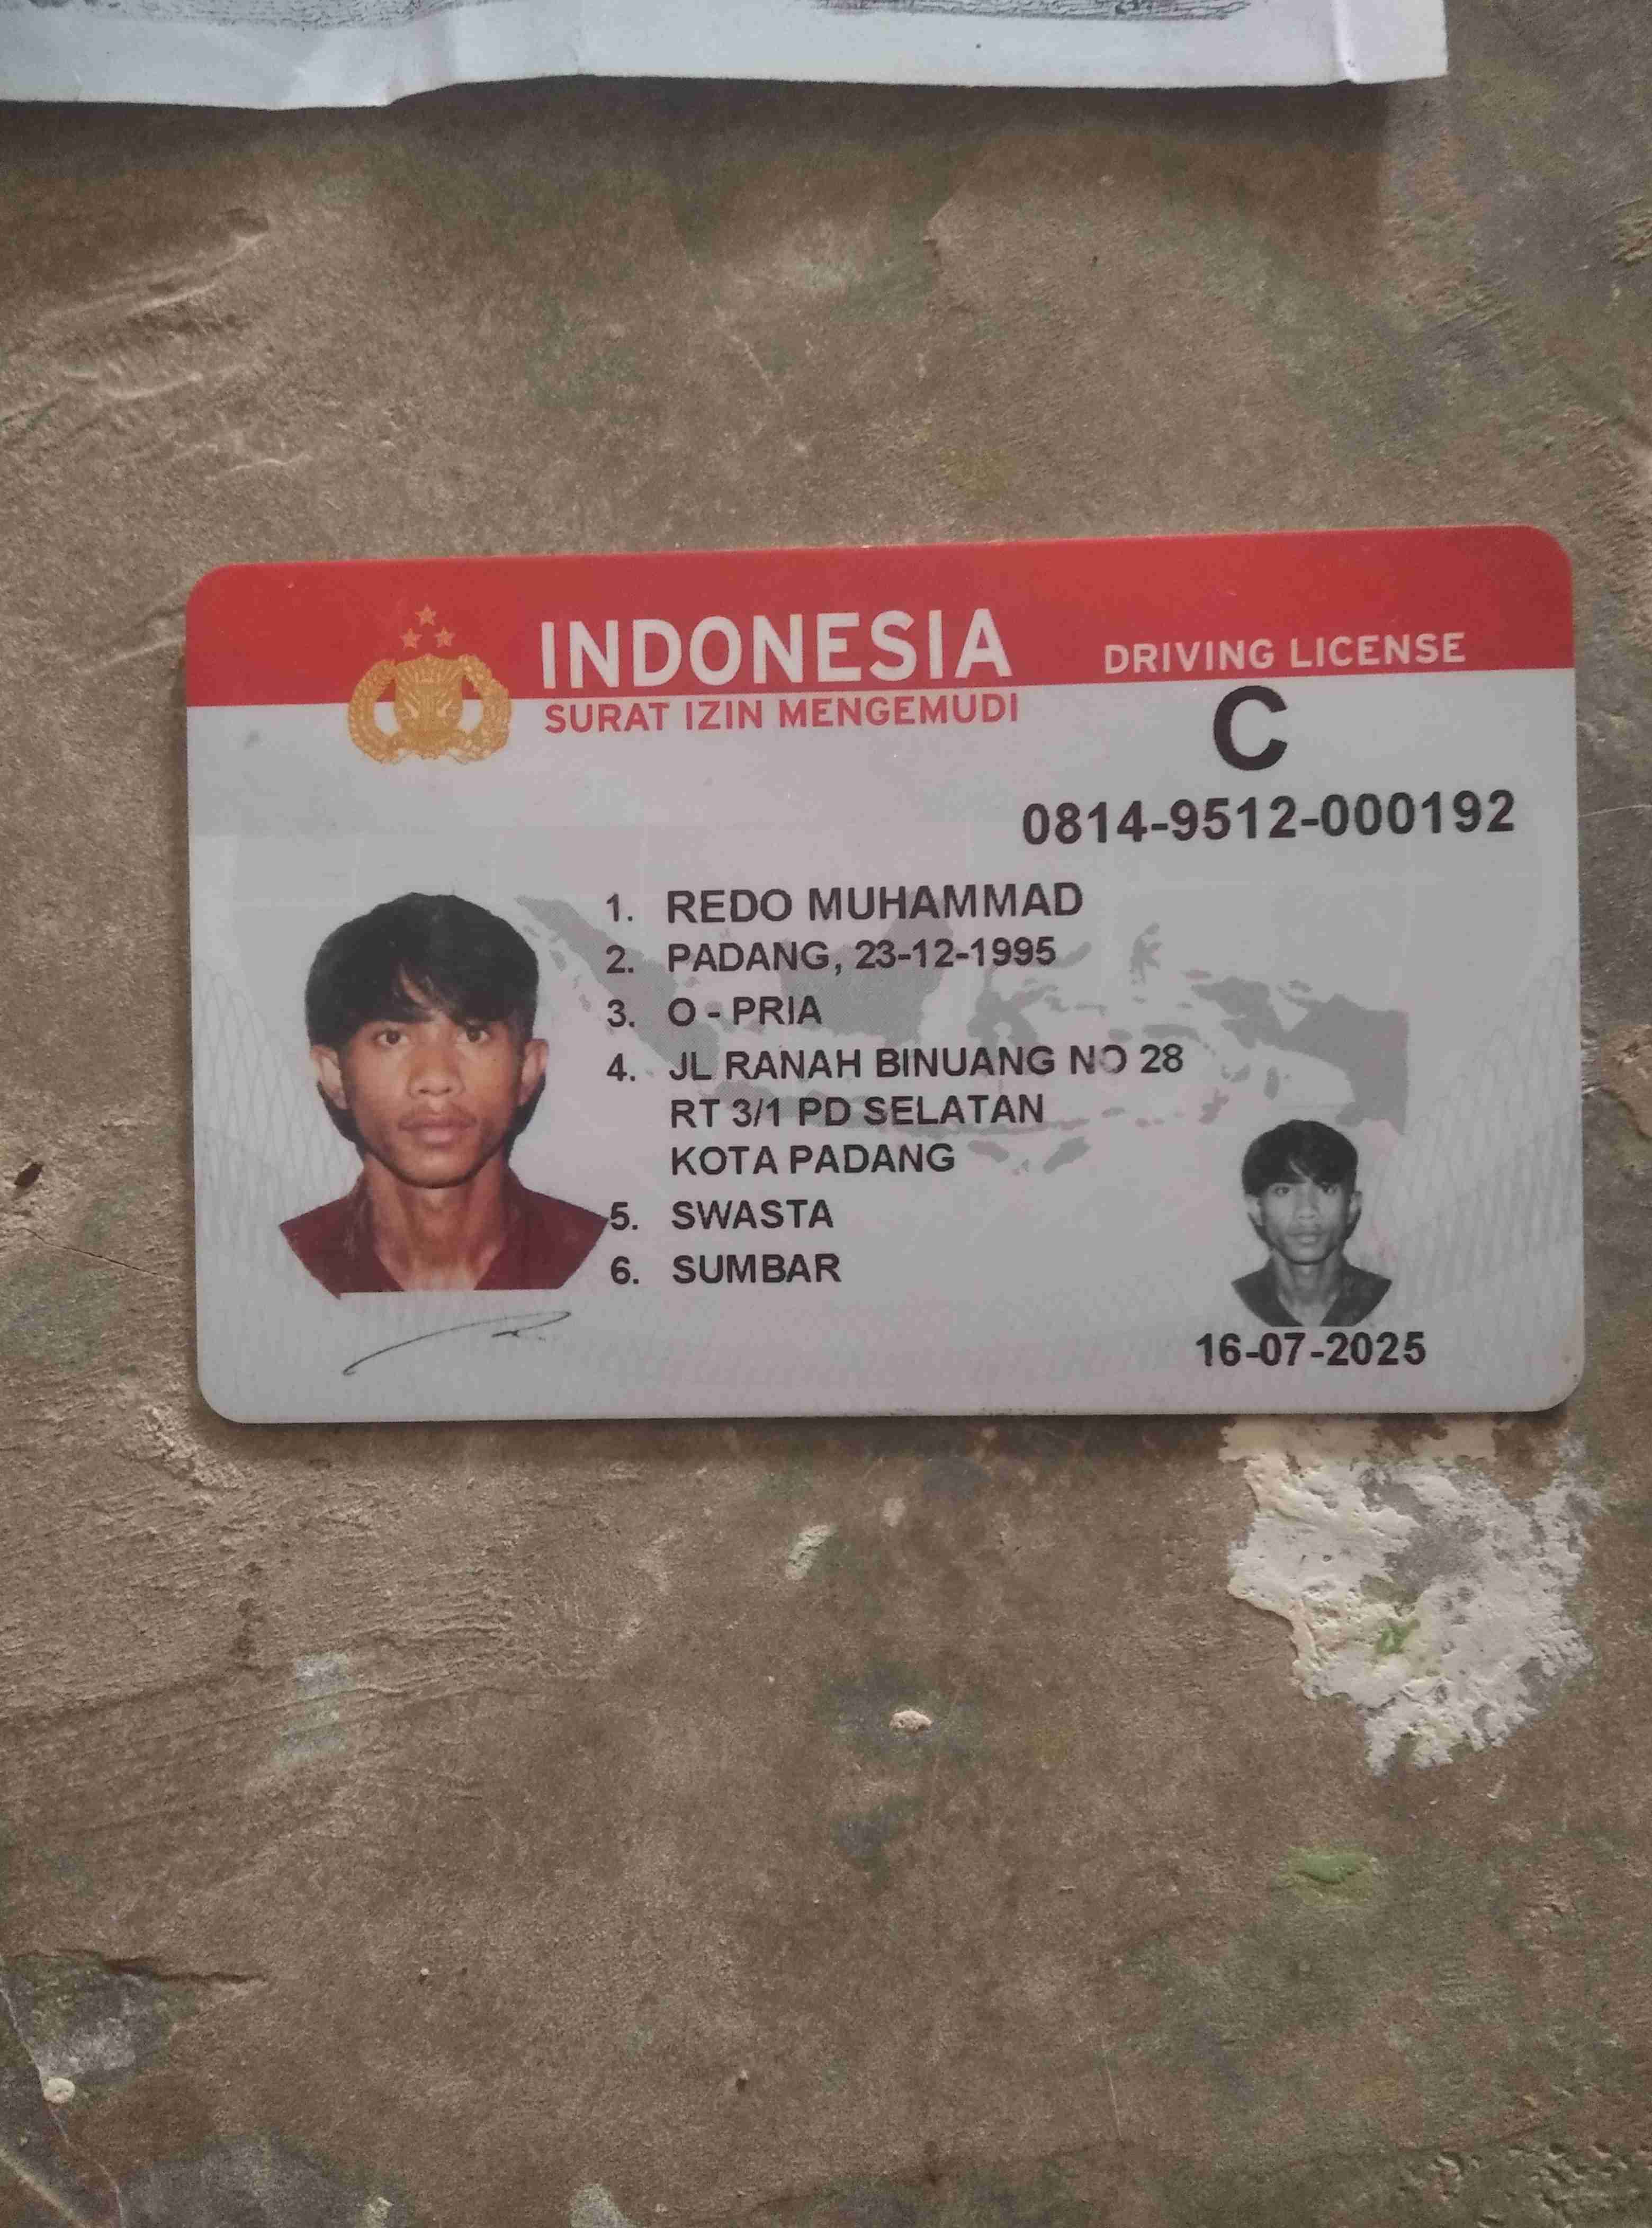 INDONESIA
DRIVING LICENSE
SURAT IZIN MENGEMUDI
C
0814-9512-000192
1. REDO MUHAMMAD
2. PADANG, 23-12-1995
3. O - PRIA
4. JL RANAH BINUANG NO 28
RT 3/1 PD SELATAN
KOTA PADANG
5. SWASTA
6. SUMBAR
16-07-2025